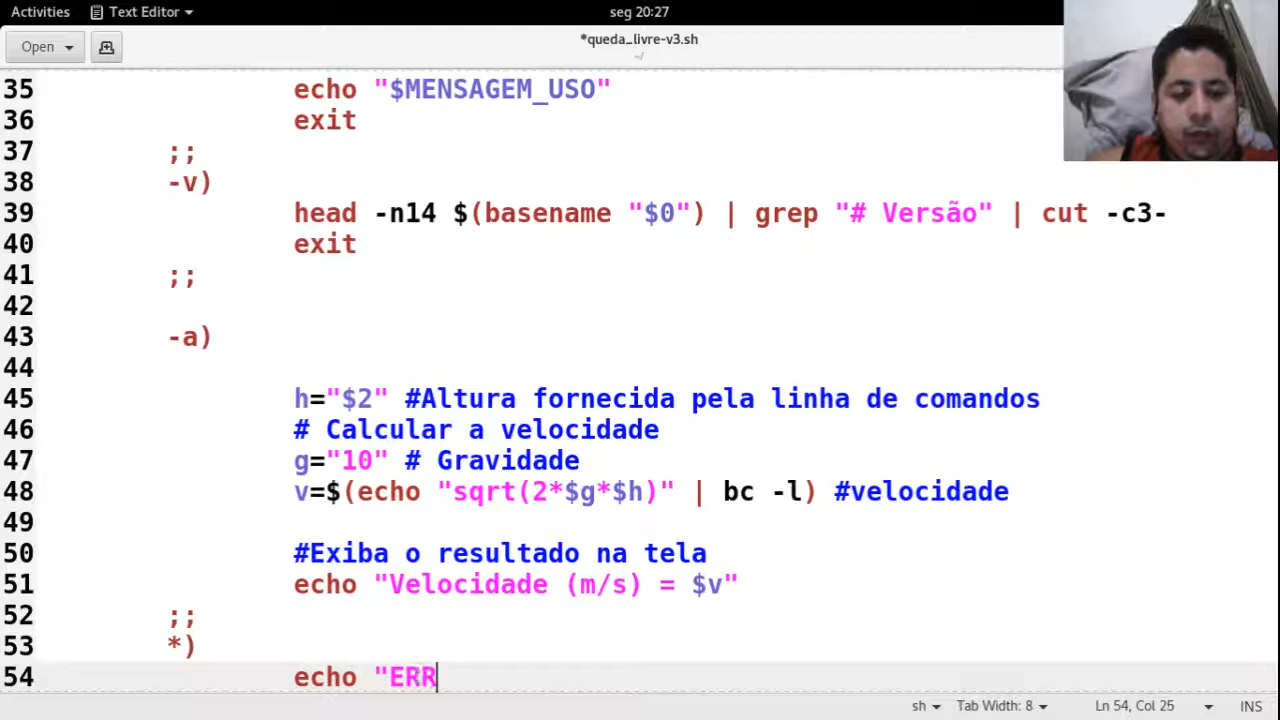 Activities Text Editor seg 20:27
Open *queda_livre-v3.sh
~/
35 echo "$MENSAGEM_USO"
36 exit
37 ;;
38 -v)
39 head -n14 $(basename "$0") | grep "# Versão" | cut -c3-
40 exit
41 ;;
42
43 -a)
44
45 h="$2" #Altura fornecida pela linha de comandos
46 # Calcular a velocidade
47 g="10" # Gravidade
48 v=$(echo "sqrt(2*$g*$h)" | bc -l) #velocidade
49
50 #Exiba o resultado na tela
51 echo "Velocidade (m/s) = $v"
52 ;;
53 *)
54 echo "ERR
sh Tab Width: 8 Ln 54, Col 25 INS